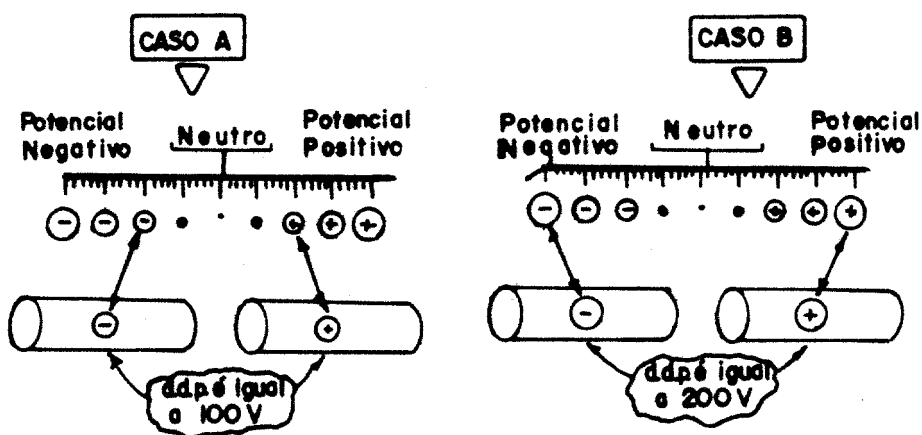 CASO A
Potencial
Negativo
Neutro
Potencial
Positivo
d.d.p. é igual
a 100 V
CASO B
Potencial
Negativo
Neutro
Potencial
Positivo
d.d.p. é igual
a 200 V